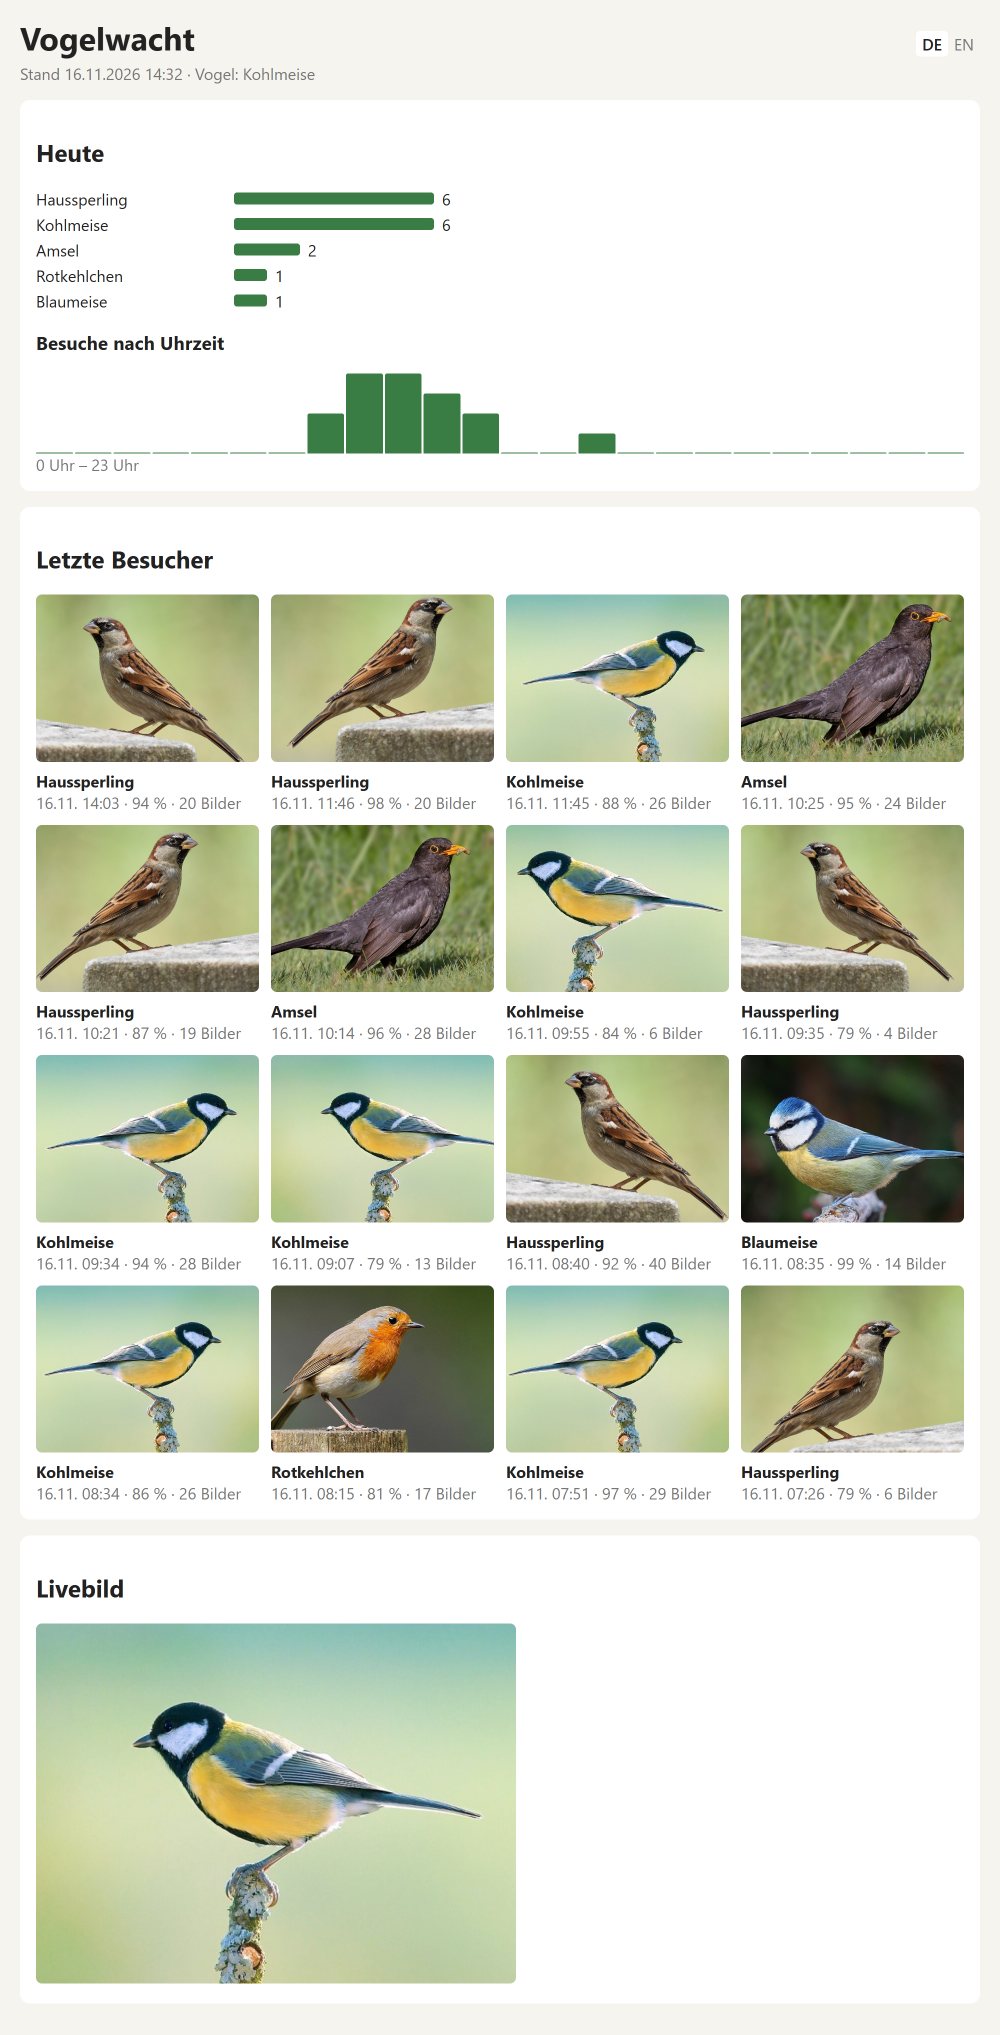 Vogelwacht
DE EN
Stand 16.11.2026 14:32 · Vogel: Kohlmeise
Heute
Haussperling 6
Kohlmeise 6
Amsel 2
Rotkehlchen 1
Blaumeise 1
Besuche nach Uhrzeit
0 Uhr – 23 Uhr
Letzte Besucher
Haussperling
16.11. 14:03 · 94 % · 20 Bilder
Haussperling
16.11. 11:46 · 98 % · 20 Bilder
Kohlmeise
16.11. 11:45 · 88 % · 26 Bilder
Amsel
16.11. 10:25 · 95 % · 24 Bilder
Haussperling
16.11. 10:21 · 87 % · 19 Bilder
Amsel
16.11. 10:14 · 96 % · 28 Bilder
Kohlmeise
16.11. 09:55 · 84 % · 6 Bilder
Haussperling
16.11. 09:35 · 79 % · 4 Bilder
Kohlmeise
16.11. 09:34 · 94 % · 28 Bilder
Kohlmeise
16.11. 09:07 · 79 % · 13 Bilder
Haussperling
16.11. 08:40 · 92 % · 40 Bilder
Blaumeise
16.11. 08:35 · 99 % · 14 Bilder
Kohlmeise
16.11. 08:34 · 86 % · 26 Bilder
Rotkehlchen
16.11. 08:15 · 81 % · 17 Bilder
Kohlmeise
16.11. 07:51 · 97 % · 29 Bilder
Haussperling
16.11. 07:26 · 79 % · 6 Bilder
Livebild